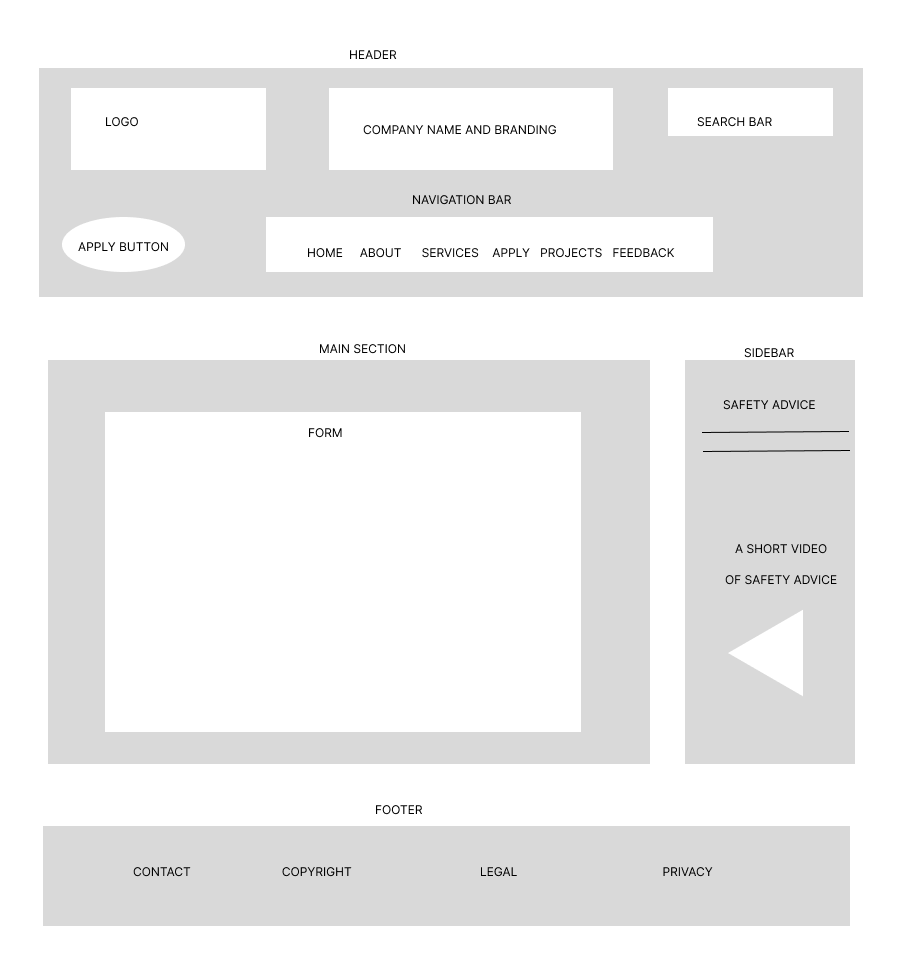 HEADER
LOGO
COMPANY NAME AND BRANDING
SEARCH BAR
NAVIGATION BAR
APPLY BUTTON
HOME ABOUT SERVICES APPLY PROJECTS FEEDBACK
MAIN SECTION
FORM
SIDEBAR
SAFETY ADVICE
A SHORT VIDEO
OF SAFETY ADVICE
FOOTER
CONTACT COPYRIGHT LEGAL PRIVACY